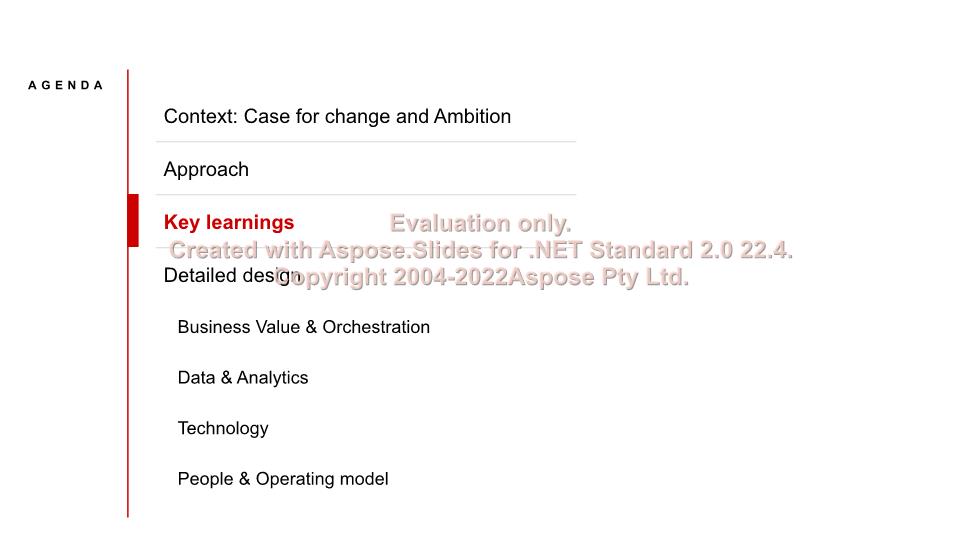 AGENDA
Context: Case for change and Ambition
Approach
Key learnings
Evaluation only.
Created with Aspose.Slides for .NET Standard 2.0 22.4.
Copyright 2004-2022Aspose Pty Ltd.
Detailed design
Business Value & Orchestration
Data & Analytics
Technology
People & Operating model